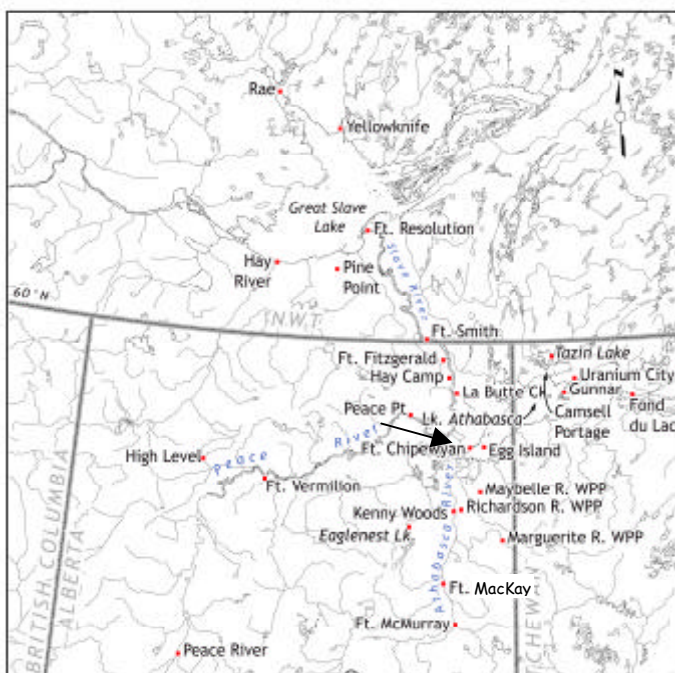 N
Rae
Yellowknife
Great Slave
Lake
Ft. Resolution
Hay
River
Pine
Point
Slave River
60°N
N.W.T.
Ft. Smith
Ft. Fitzgerald
Tazin Lake
Hay Camp
Uranium City
La Butte Ck
Gunnar
Peace Pt
Lk. Athabasca
Camsell
Portage
Fond
du Lac
Peace River
Ft. Chipewyan
Egg Island
High Level
Ft. Vermilion
Maybelle R. WPP
Kenny Woods
Richardson R. WPP
Eaglenest Lk.
Marguerite R. WPP
Athabasca River
Ft. MacKay
Ft. McMurray
Peace River
BRITISH COLUMBIA
ALBERTA
TCHEWAN